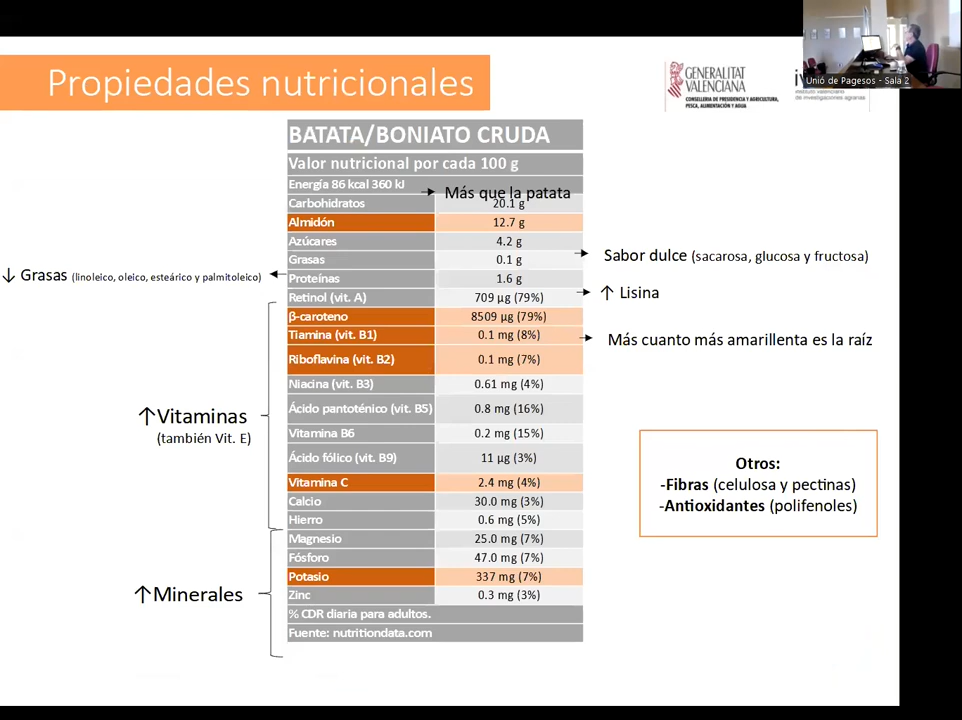 Propiedades nutricionales
GENERALITAT
VALENCIANA
CONSELLERIA DE PRESIDENCIA Y AGRICULTURA,
PESCA, ALIMENTACIÓN Y AGUA
instituto valenciano
de investigaciones agrarias
Unió de Pagesos - Sala 2
BATATA/BONIATO CRUDA
Valor nutricional por cada 100 g
Energía 86 kcal 360 kJ
Más que la patata
Carbohidratos 20.1 g
Almidón 12.7 g
Azúcares 4.2 g
Sabor dulce (sacarosa, glucosa y fructosa)
Grasas 0.1 g
↓ Grasas (linoleico, oleico, esteárico y palmitoleico)
Proteínas 1.6 g
↑ Lisina
Retinol (vit. A) 709 µg (79%)
β-caroteno 8509 µg (79%)
Más cuanto más amarillenta es la raíz
Tiamina (vit. B1) 0.1 mg (8%)
Riboflavina (vit. B2) 0.1 mg (7%)
Niacina (vit. B3) 0.61 mg (4%)
Ácido pantoténico (vit. B5) 0.8 mg (16%)
↑Vitaminas
(también Vit. E)
Vitamina B6 0.2 mg (15%)
Ácido fólico (vit. B9) 11 µg (3%)
Vitamina C 2.4 mg (4%)
Calcio 30.0 mg (3%)
Hierro 0.6 mg (5%)
Magnesio 25.0 mg (7%)
Fósforo 47.0 mg (7%)
Potasio 337 mg (7%)
Zinc 0.3 mg (3%)
↑Minerales
% CDR diaria para adultos.
Fuente: nutritiondata.com
Otros:
-Fibras (celulosa y pectinas)
-Antioxidantes (polifenoles)